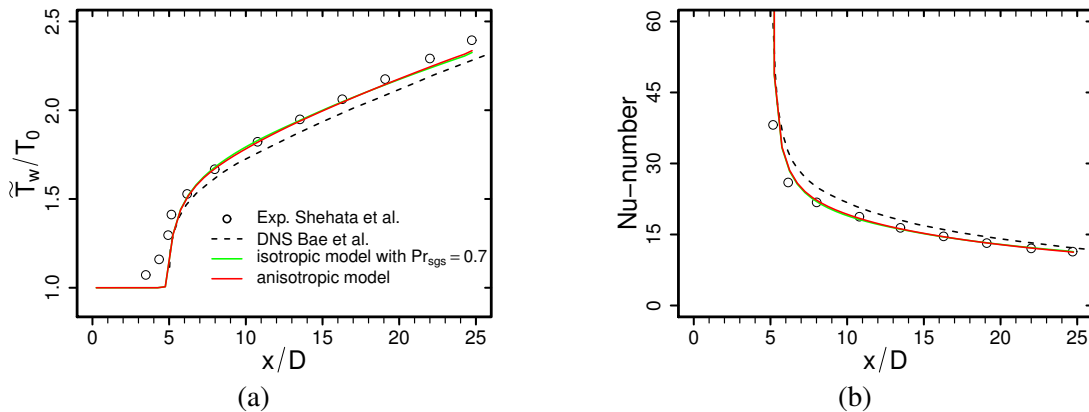 2.5
2.0
1.5
1.0
T̃w/T0
0 5 10 15 20 25
x/D
Exp. Shehata et al.
DNS Bae et al.
isotropic model with Prsgs = 0.7
anisotropic model
(a)
60
45
30
15
0
Nu-number
0 5 10 15 20 25
x/D
(b)